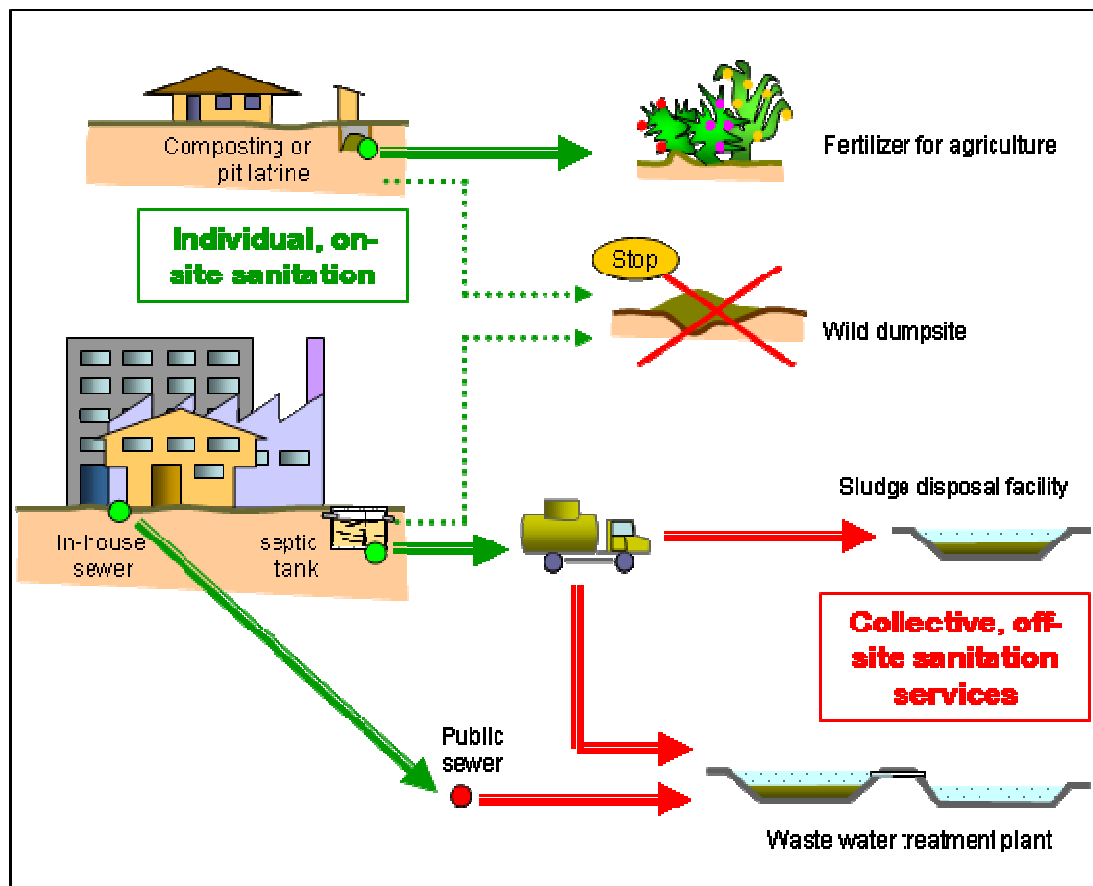 Composting or
pit latrine
Fertilizer for agriculture
Individual, on-
site sanitation
Stop
Wild dumpsite
Sludge disposal facility
In-house
sewer
septic
tank
Collective, off-
site sanitation
services
Public
sewer
Waste water treatment plant